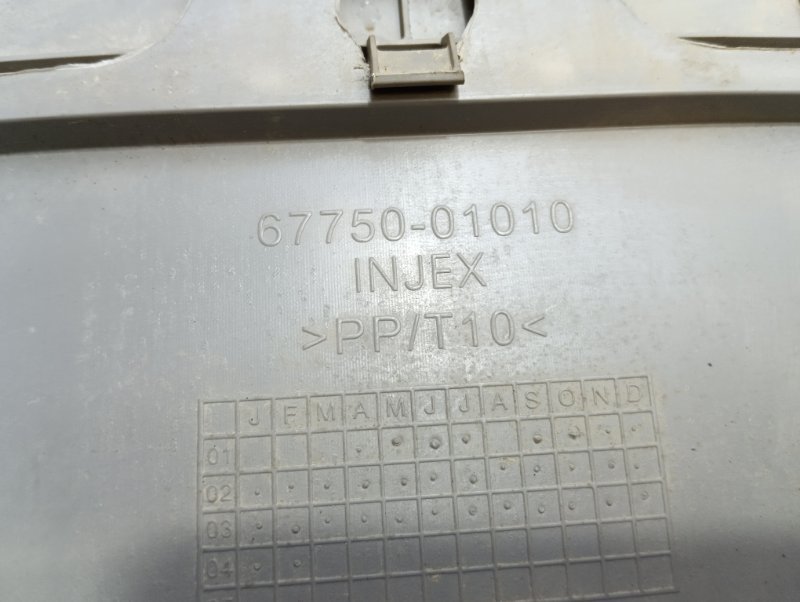 67750-01010
INJEX
>PP/T10<
J F M A M J J A S O N D
01
02
03
04